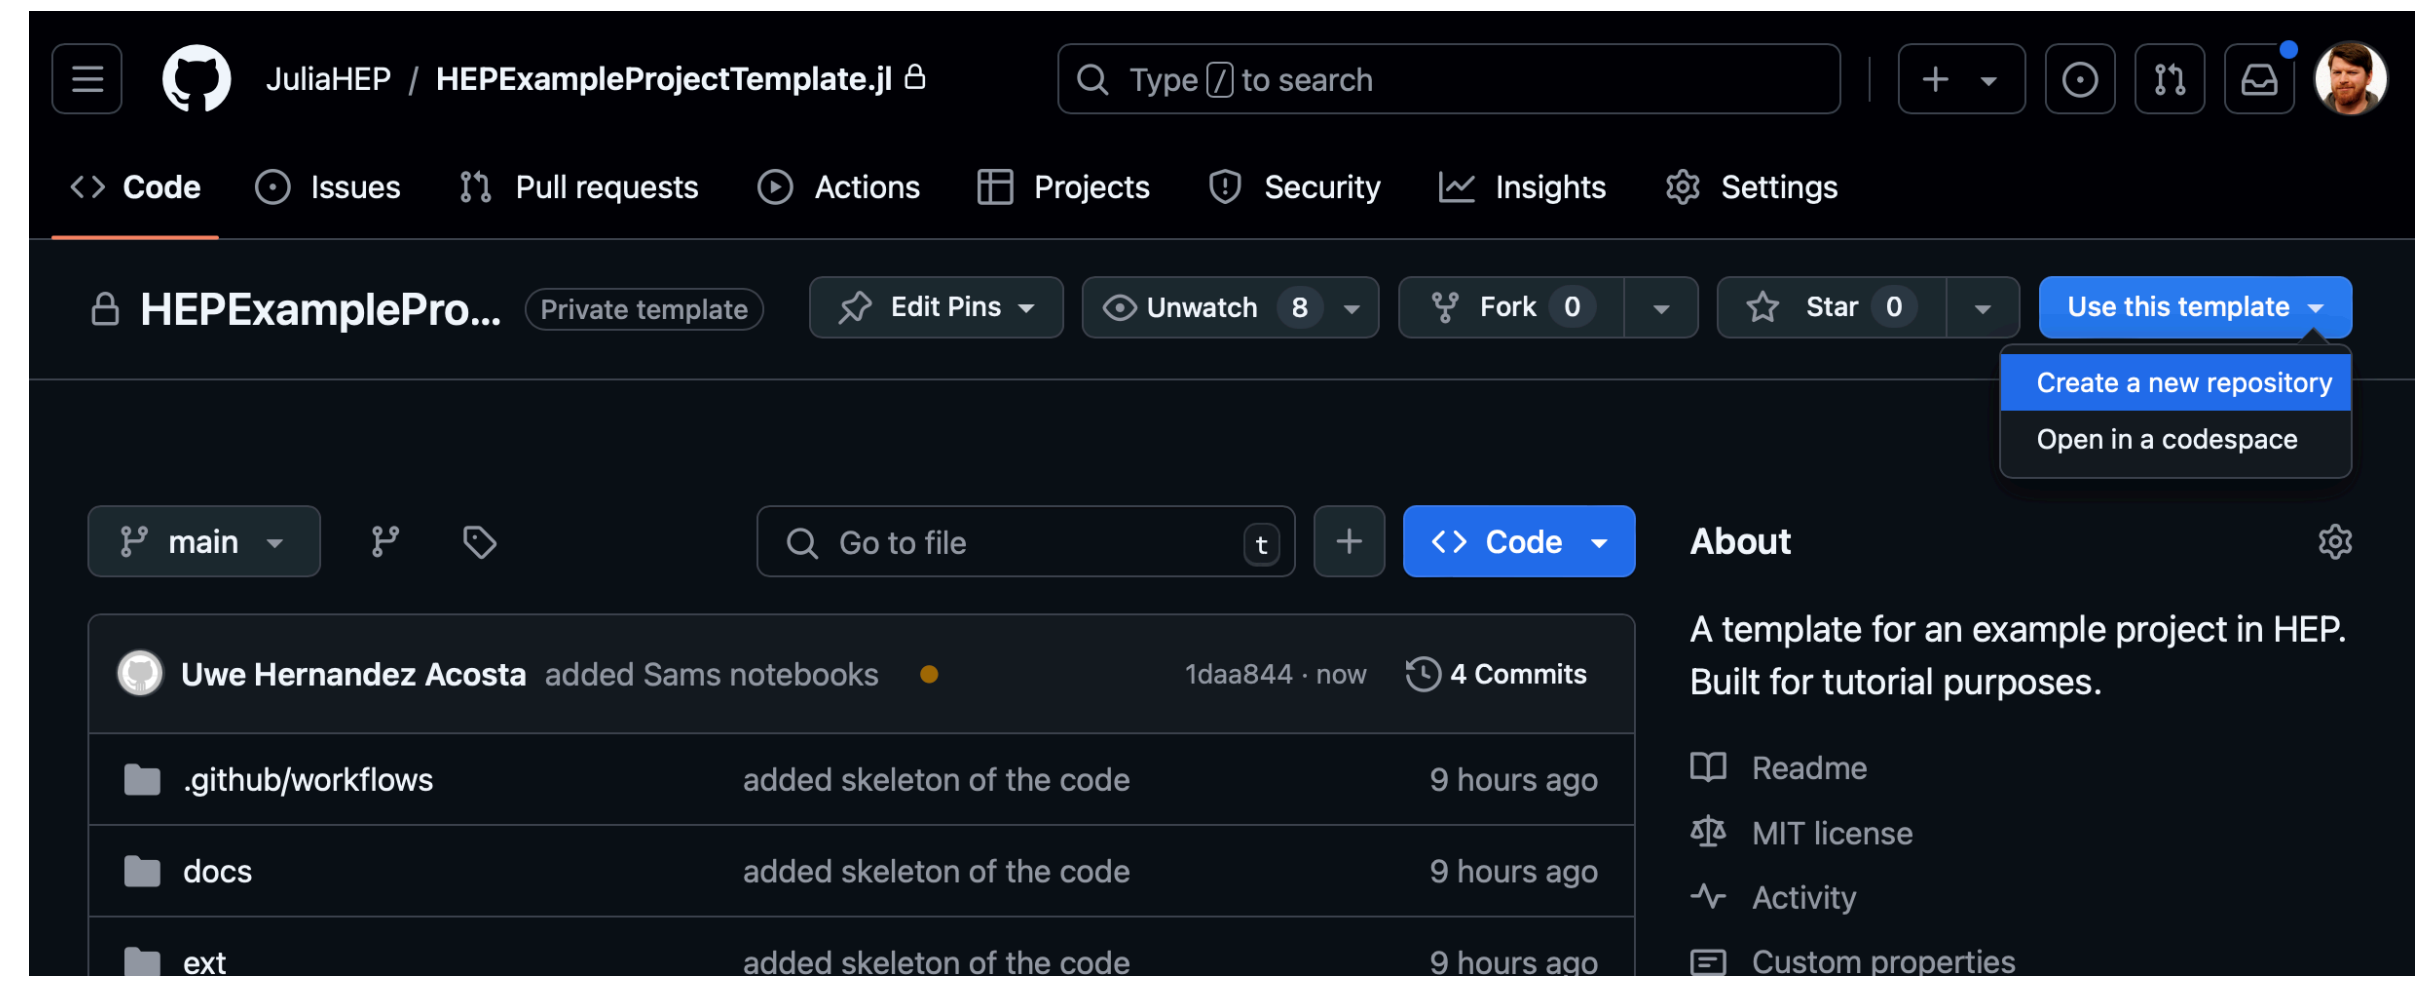 JuliaHEP / HEPExampleProjectTemplate.jl
Type / to search
Code Issues Pull requests Actions Projects Security Insights Settings
HEPExamplePro... Private template Edit Pins Unwatch 8 Fork 0 Star 0 Use this template
Create a new repository
Open in a codespace
main Go to file t Code
About
A template for an example project in HEP.
Built for tutorial purposes.
Uwe Hernandez Acosta added Sams notebooks 1daa844 · now 4 Commits
.github/workflows added skeleton of the code 9 hours ago
docs added skeleton of the code 9 hours ago
ext added skeleton of the code 9 hours ago
Readme
MIT license
Activity
Custom properties